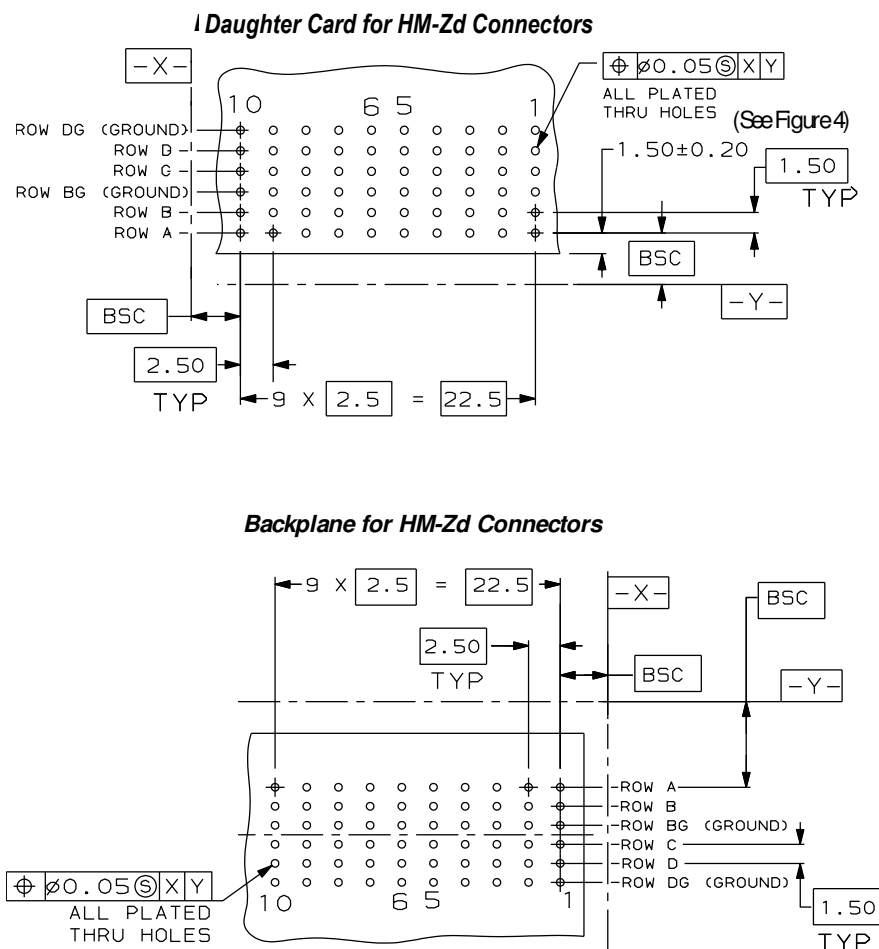 Daughter Card for HM-Zd Connectors
-X-
⌖ ⌀0.05Ⓢ X Y
ALL PLATED
THRU HOLES
(See Figure 4)
10 6 5 1
ROW DG (GROUND)
ROW D
ROW C
ROW BG (GROUND)
ROW B
ROW A
1.50±0.20
1.50
TYP
BSC
-Y-
BSC
2.50
TYP
9 X 2.5 = 22.5
Backplane for HM-Zd Connectors
9 X 2.5 = 22.5
-X-
BSC
2.50
TYP
BSC
-Y-
ROW A
ROW B
ROW BG (GROUND)
ROW C
ROW D
ROW DG (GROUND)
⌖ ⌀0.05Ⓢ X Y
ALL PLATED
THRU HOLES
10 6 5 1
1.50
TYP